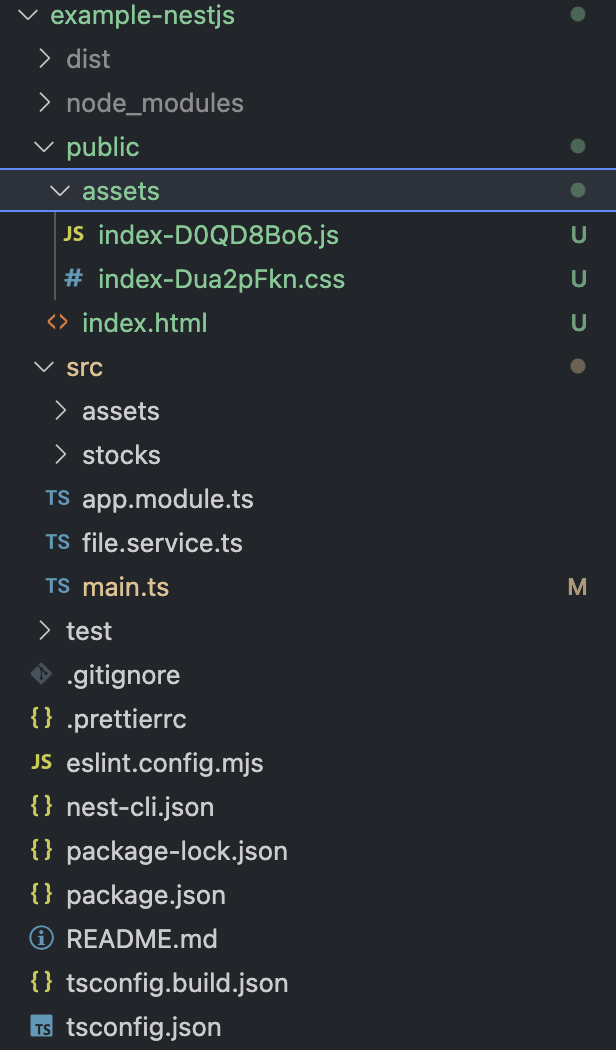 example-nestjs
dist
node_modules
public
assets
JS index-D0QD8Bo6.js U
# index-Dua2pFkn.css U
<> index.html U
src
assets
stocks
TS app.module.ts
TS file.service.ts
TS main.ts M
test
.gitignore
{} .prettierrc
JS eslint.config.mjs
{} nest-cli.json
{} package-lock.json
{} package.json
README.md
{} tsconfig.build.json
TS tsconfig.json